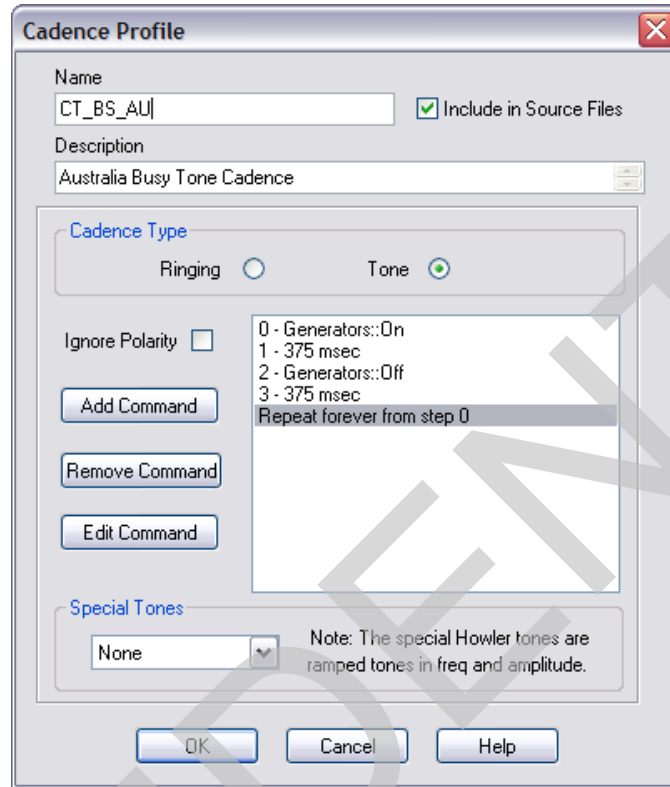 Cadence Profile
Name
CT_BS_AU
Include in Source Files
Description
Australia Busy Tone Cadence
Cadence Type
Ringing
Tone
Ignore Polarity
0 - Generators::On
1 - 375 msec
2 - Generators::Off
3 - 375 msec
Repeat forever from step 0
Add Command
Remove Command
Edit Command
Special Tones
None
Note: The special Howler tones are
ramped tones in freq and amplitude.
OK
Cancel
Help